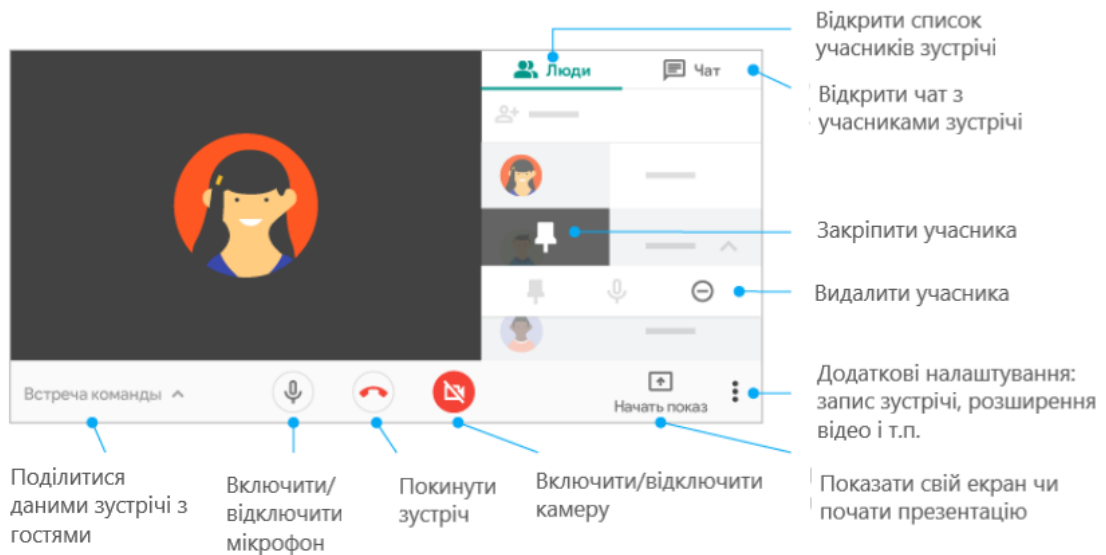 Відкрити список
учасників зустрічі
Люди
Чат
Відкрити чат з
учасниками зустрічі
Закріпити учасника
Видалити учасника
Встреча команды
Начать показ
Додаткові налаштування:
запис зустрічі, розширення
відео і т.п.
Поділитися
даними зустрічі з
гостями
Включити/
відключити
мікрофон
Покинути
зустріч
Включити/відключити
камеру
Показати свій екран чи
почати презентацію